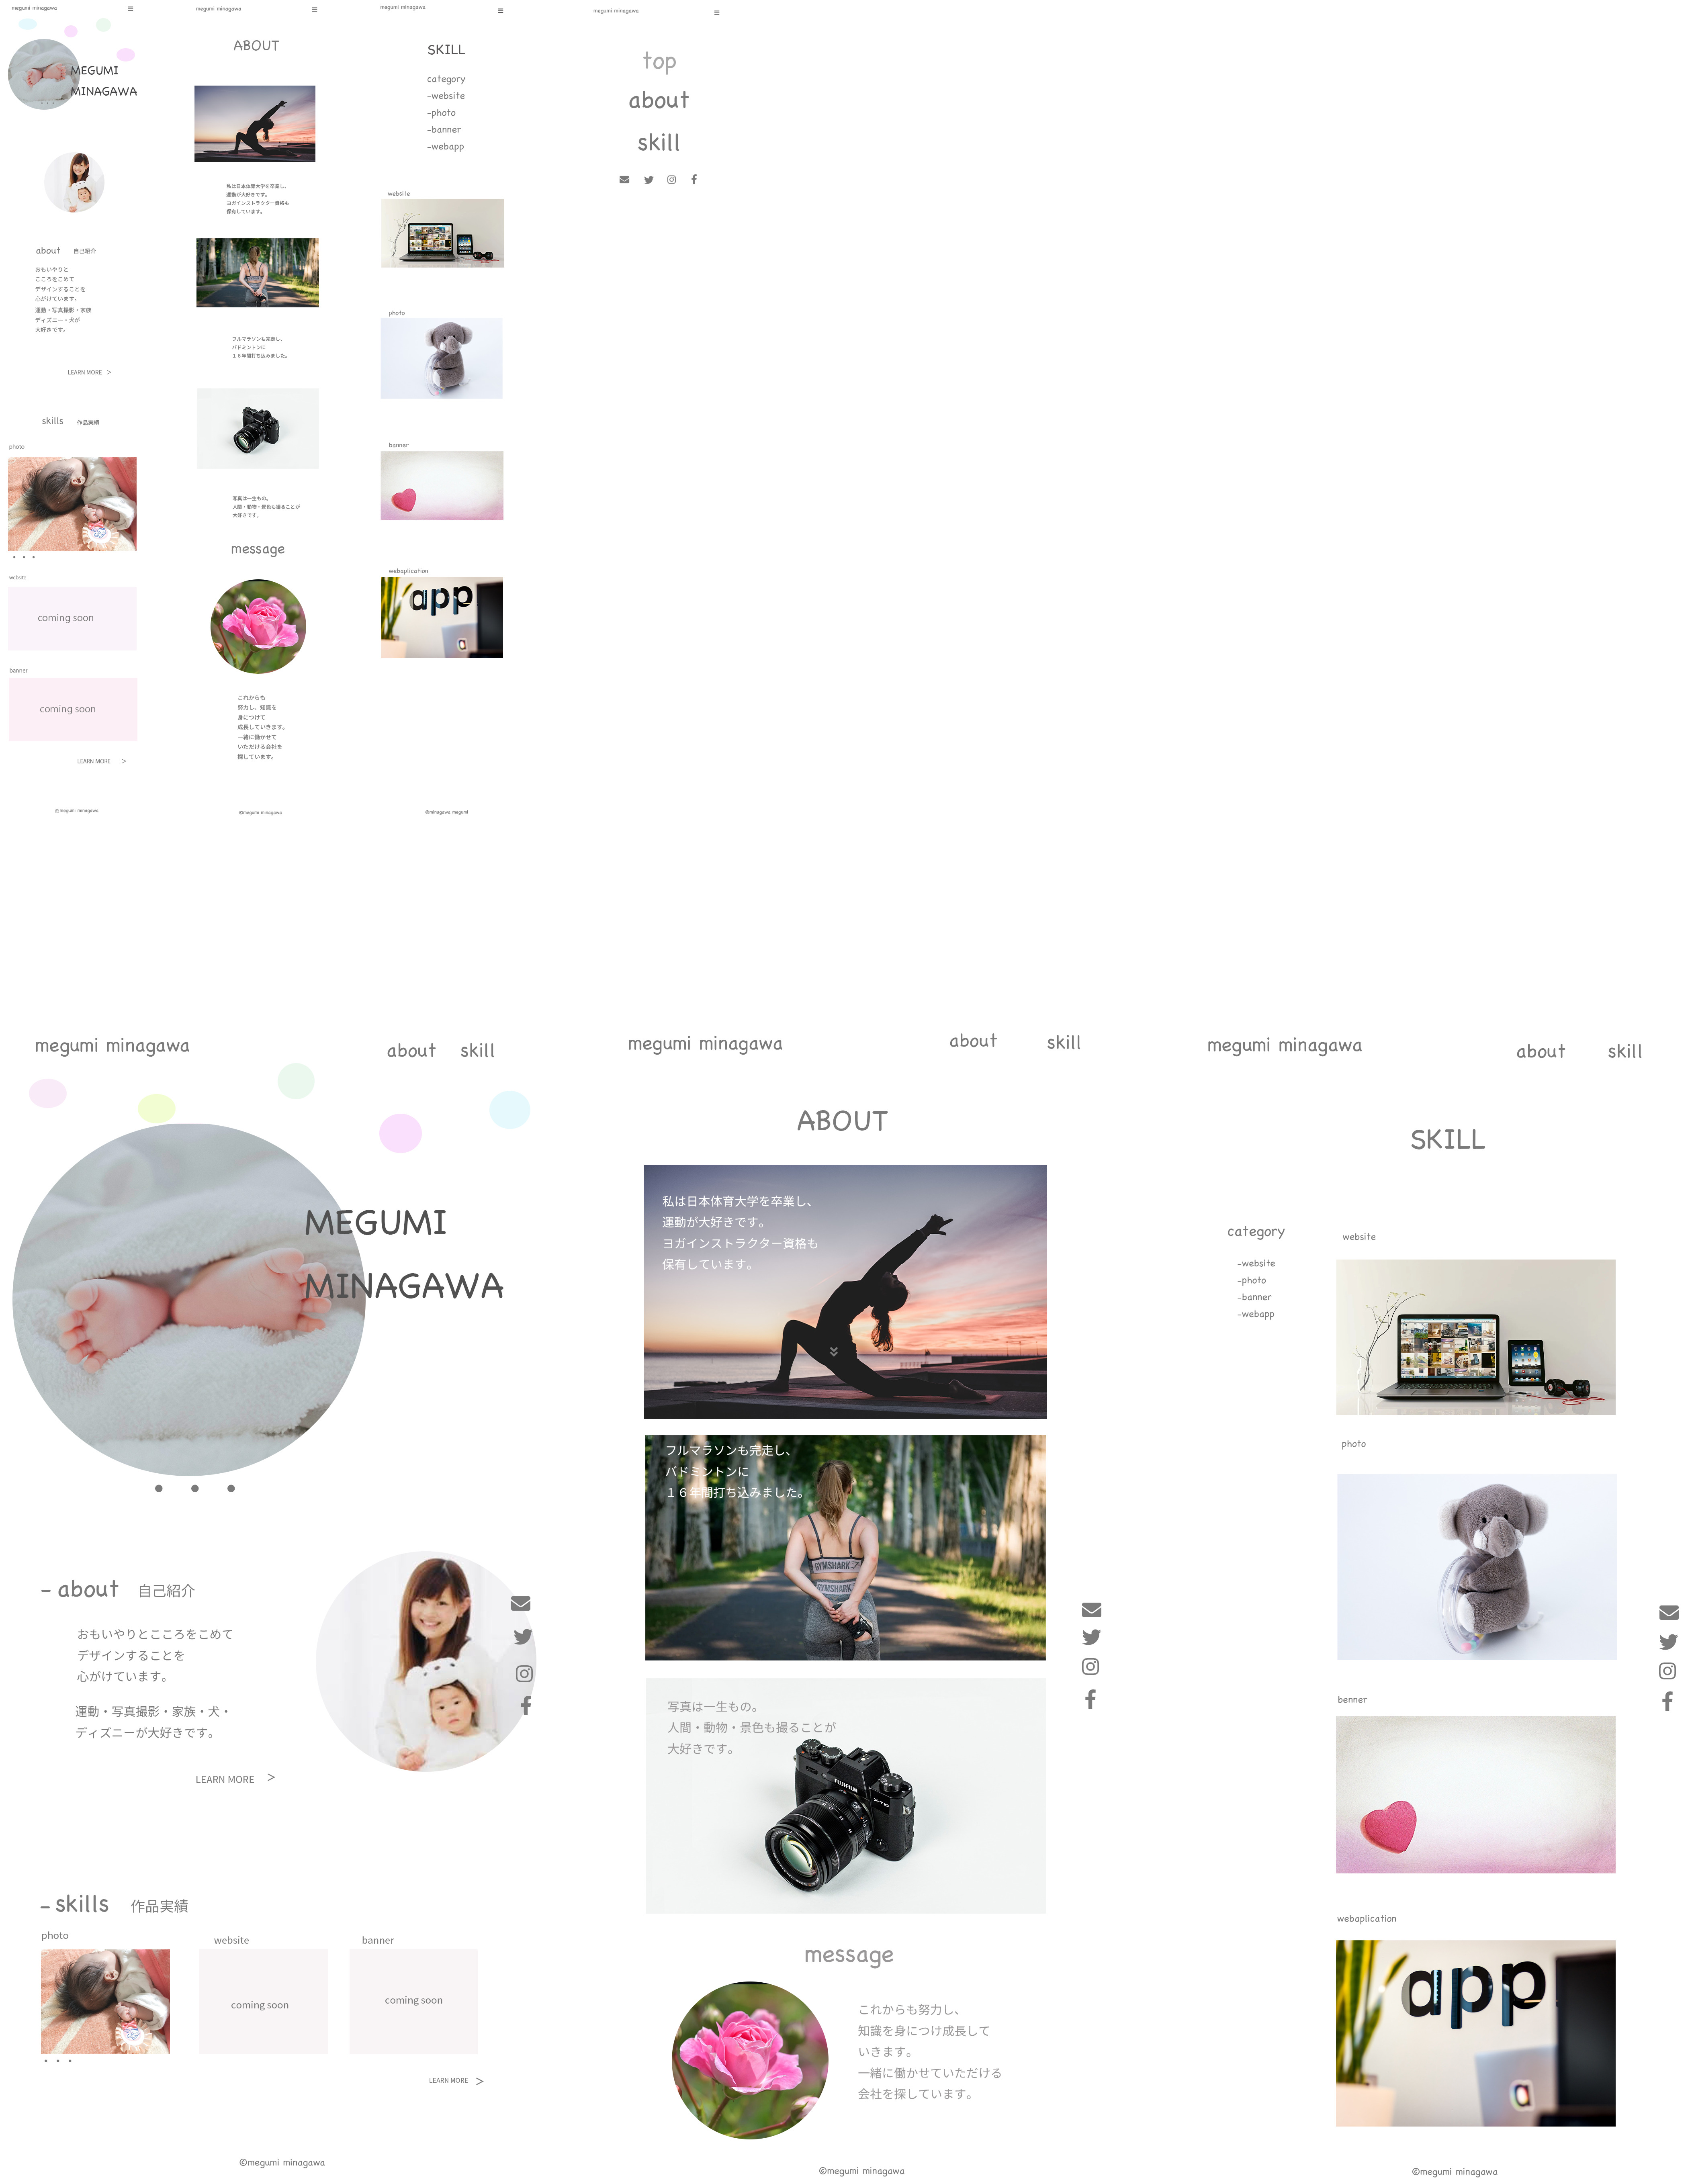 megumi minagawa
MEGUMI
MINAGAWA
about 自己紹介
おもいやりと
こころをこめて
デザインすることを
心がけています。
運動・写真撮影・家族
ディズニー・犬が
大好きです。
LEARN MORE >
skills 作品実績
photo
website
coming soon
banner
coming soon
LEARN MORE >
©megumi minagawa
megumi minagawa
ABOUT
私は日本体育大学を卒業し、
運動が大好きです。
ヨガインストラクター資格も
保有しています。
フルマラソンも完走し、
バドミントンに
１６年間打ち込みました。
写真は一生もの。
人間・動物・景色も撮ることが
大好きです。
message
これからも
努力し、知識を
身につけて
成長していきます。
一緒に働かせて
いただける会社を
探しています。
©megumi minagawa
megumi minagawa
SKILL
category
-website
-photo
-banner
-webapp
website
photo
banner
webaplication
app
©minagawa megumi
megumi minagawa
top
about
skill
megumi minagawa
about skill
MEGUMI
MINAGAWA
- about 自己紹介
おもいやりとこころをこめて
デザインすることを
心がけています。
運動・写真撮影・家族・犬・
ディズニーが大好きです。
LEARN MORE >
- skills 作品実績
photo
website
banner
coming soon
coming soon
LEARN MORE >
©megumi minagawa
megumi minagawa
about skill
ABOUT
私は日本体育大学を卒業し、
運動が大好きです。
ヨガインストラクター資格も
保有しています。
フルマラソンも完走し、
バドミントンに
１６年間打ち込みました。
GYMSHARK
GYMSHARK
写真は一生もの。
人間・動物・景色も撮ることが
大好きです。
FUJIFILM
X-T10
message
これからも努力し、
知識を身につけ成長して
いきます。
一緒に働かせていただける
会社を探しています。
©megumi minagawa
megumi minagawa
about skill
SKILL
category
-website
-photo
-banner
-webapp
website
photo
benner
webaplication
app
©megumi minagawa